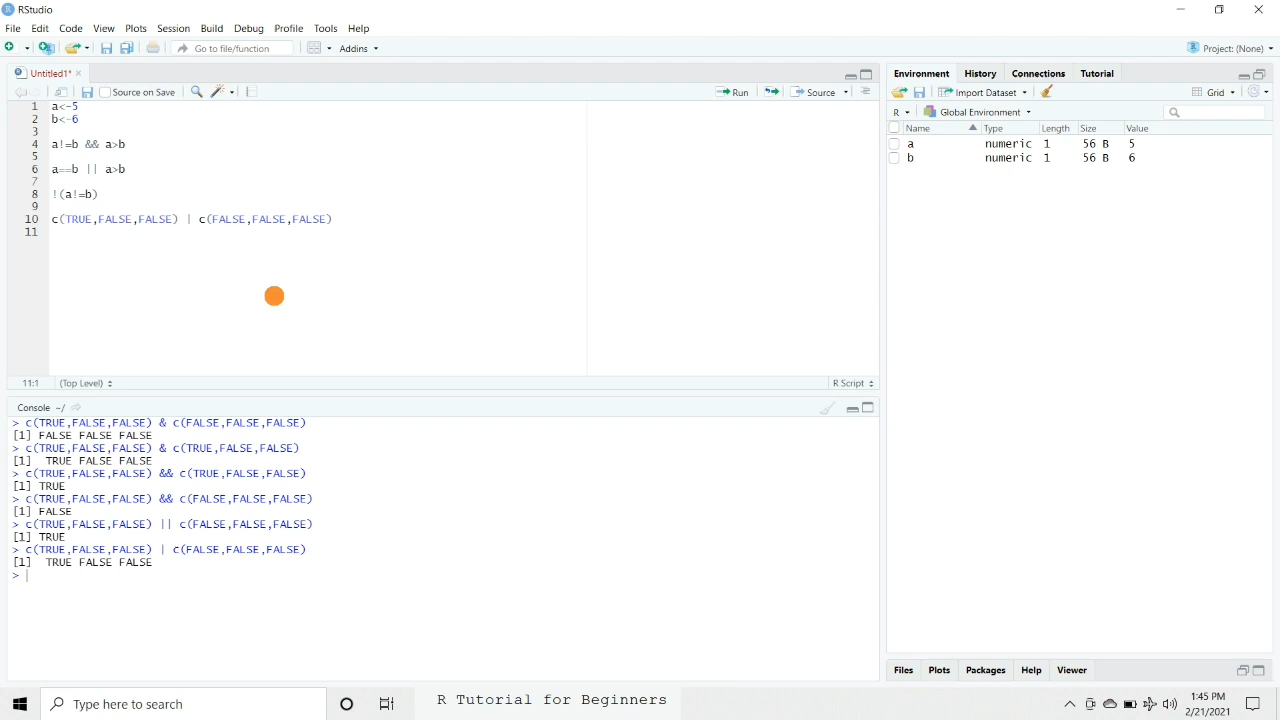 RStudio
File Edit Code View Plots Session Build Debug Profile Tools Help
Go to file/function Addins Project: (None)
Untitled1*
Source on Save Run Source
1 a<-5
2 b<-6
3
4 a!=b && a>b
5
6 a==b || a>b
7
8 !(a!=b)
9
10 c(TRUE,FALSE,FALSE) | c(FALSE,FALSE,FALSE)
11
11:1 (Top Level) R Script
Console ~/
> c(TRUE,FALSE,FALSE) & c(FALSE,FALSE,FALSE)
[1] FALSE FALSE FALSE
> c(TRUE,FALSE,FALSE) & c(TRUE,FALSE,FALSE)
[1]  TRUE FALSE FALSE
> c(TRUE,FALSE,FALSE) && c(TRUE,FALSE,FALSE)
[1] TRUE
> c(TRUE,FALSE,FALSE) && c(FALSE,FALSE,FALSE)
[1] FALSE
> c(TRUE,FALSE,FALSE) || c(FALSE,FALSE,FALSE)
[1] TRUE
> c(TRUE,FALSE,FALSE) | c(FALSE,FALSE,FALSE)
[1]  TRUE FALSE FALSE
>
Environment History Connections Tutorial
Import Dataset Grid
R Global Environment
Name Type Length Size Value
a numeric 1 56 B 5
b numeric 1 56 B 6
Files Plots Packages Help Viewer
Type here to search R Tutorial for Beginners 1:45 PM
2/21/2021